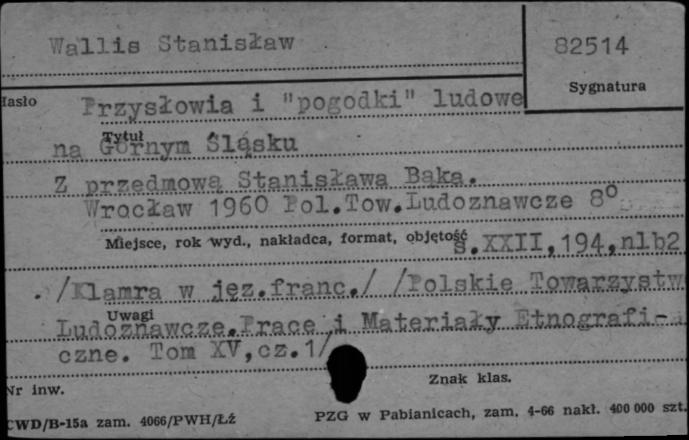 Wallis Stanisław
82514
Sygnatura
Hasło
Przysłowia i "pogodki" ludowe
Tytuł
na Górnym Śląsku
Z przedmową Stanisława Bąka.
Wrocław 1960 Pol.Tow.Ludoznawcze 8°
Miejsce, rok wyd., nakładca, format, objętość
s.XXII,194,nlb2
./Klamra w jęz.franc./ /Polskie Towarzystw
Uwagi
Ludoznawcze.Prace i Materiały Etnografi-
czne. Tom XV,cz.1/
Nr inw.
Znak klas.
CWD/B-15a zam. 4066/PWH/Łź
PZG w Pabianicach, zam. 4-66 nakł. 400 000 szt.